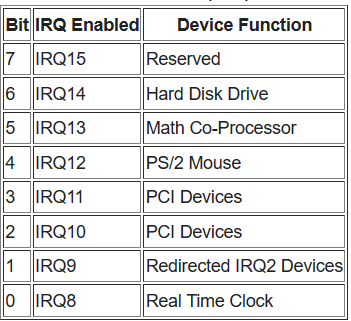 Bit IRQ Enabled Device Function
7 IRQ15 Reserved
6 IRQ14 Hard Disk Drive
5 IRQ13 Math Co-Processor
4 IRQ12 PS/2 Mouse
3 IRQ11 PCI Devices
2 IRQ10 PCI Devices
1 IRQ9 Redirected IRQ2 Devices
0 IRQ8 Real Time Clock